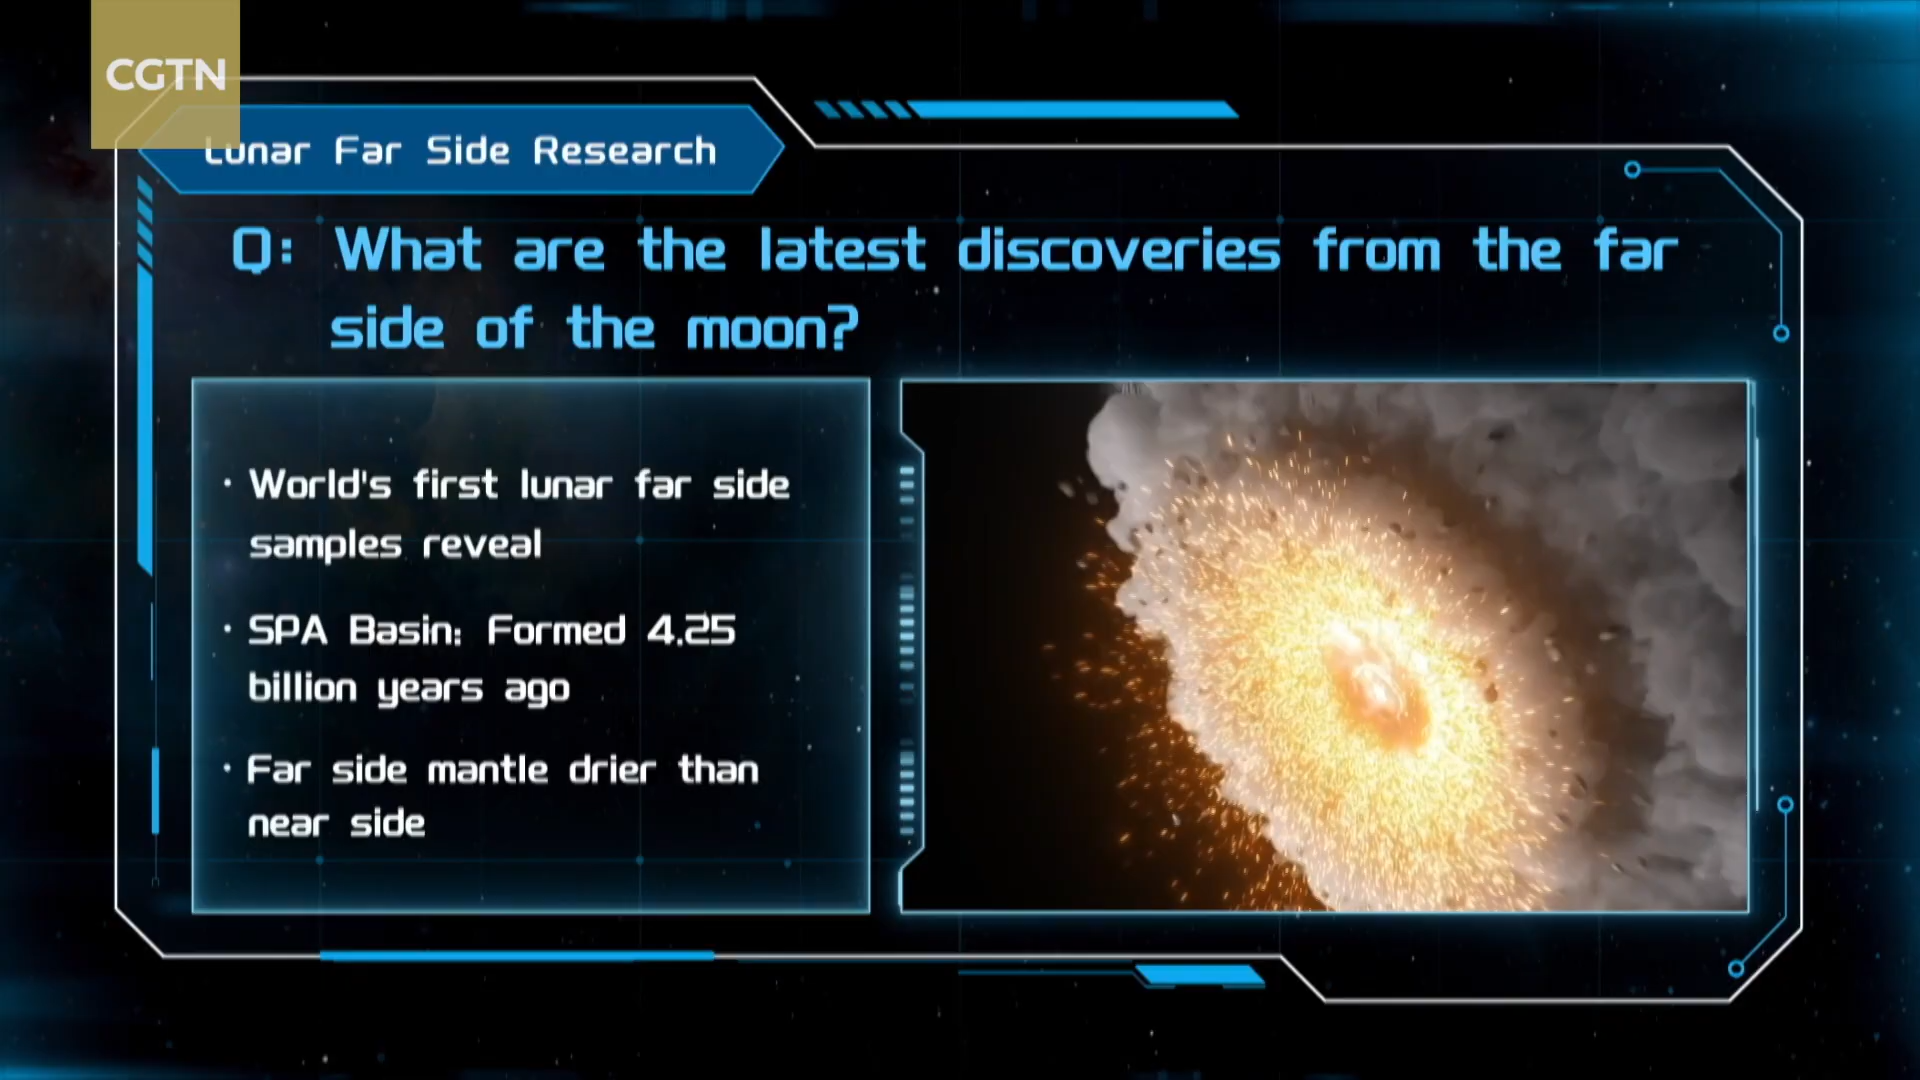 CGTN
Lunar Far Side Research
Q: What are the latest discoveries from the far
side of the moon?
· World's first lunar far side
samples reveal
· SPA Basin: Formed 4.25
billion years ago
· Far side mantle drier than
near side